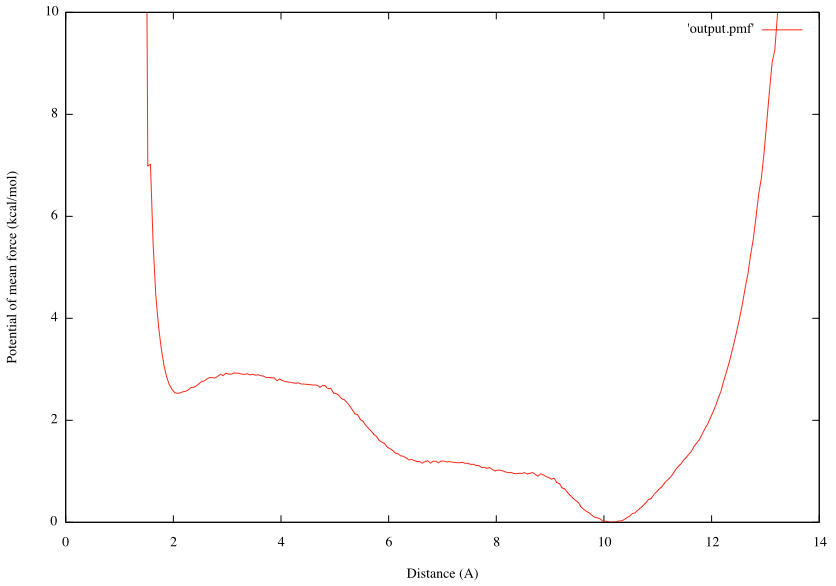 10
'output.pmf'
8
6
Potential of mean force (kcal/mol)
4
2
0
0 2 4 6 8 10 12 14
Distance (A)